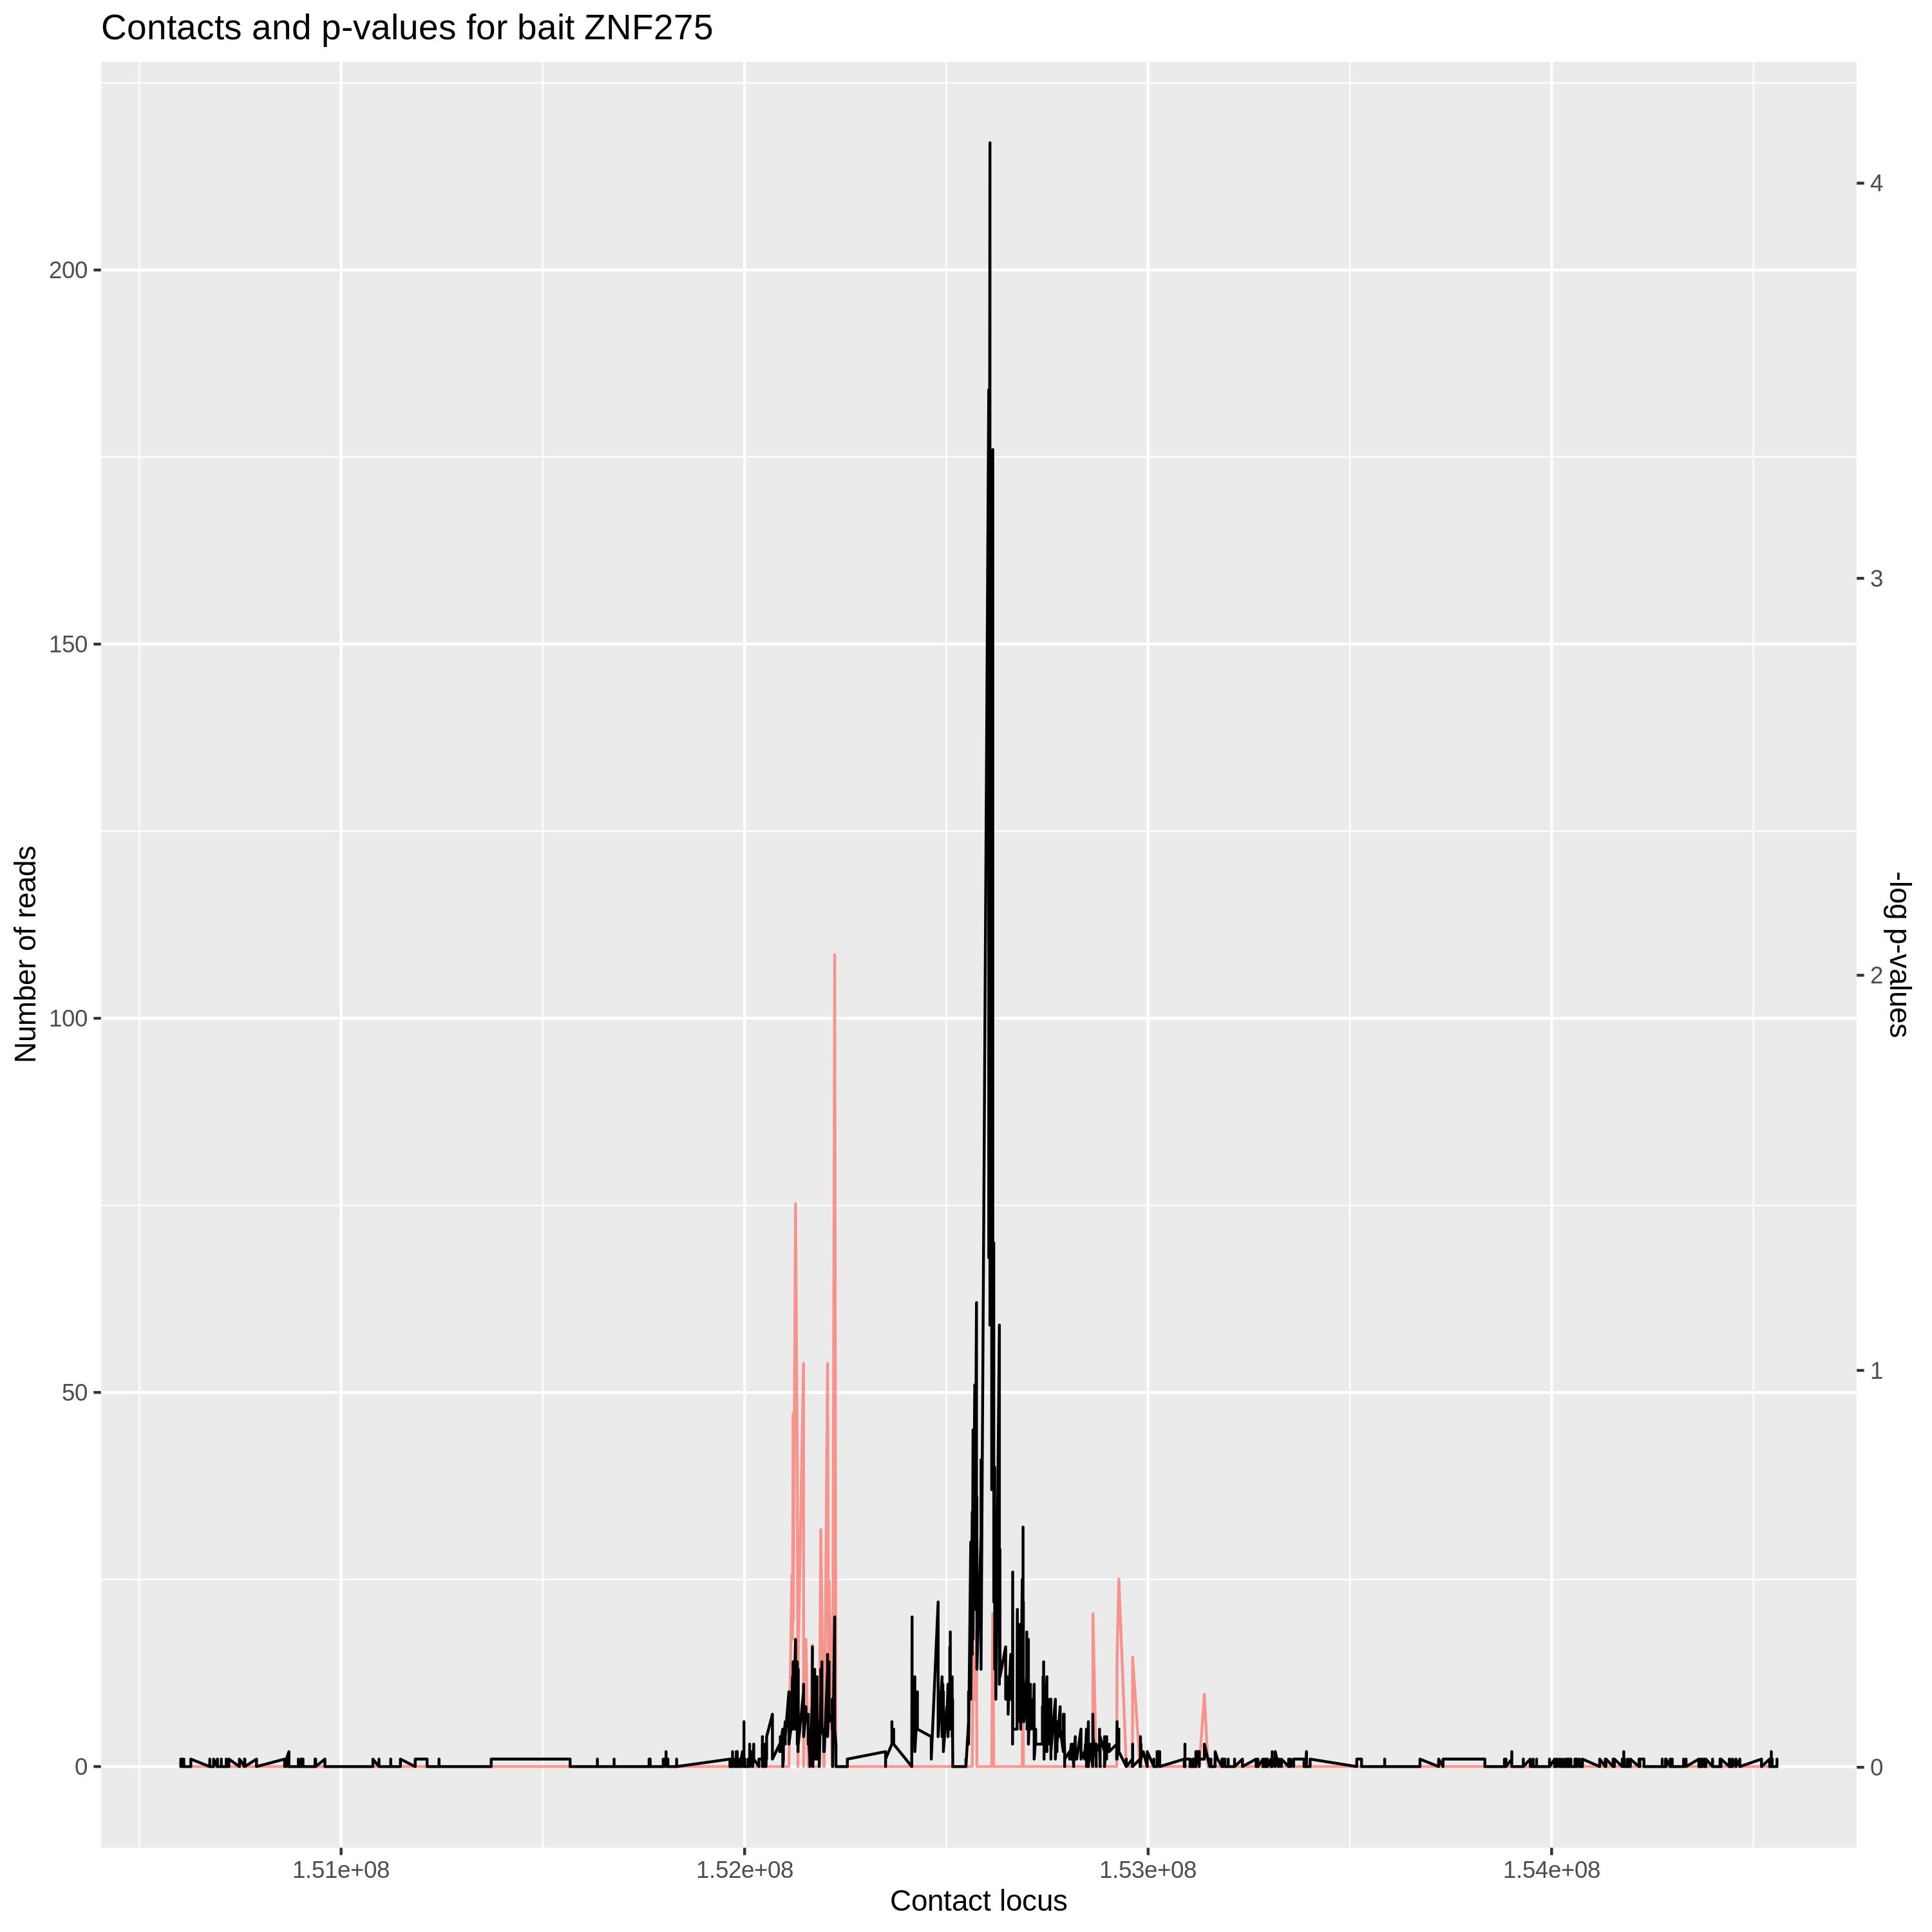 Contacts and p-values for bait ZNF275
Number of reads
200
150
100
50
0
4
3
2
1
0
-log p-values
1.51e+08
1.52e+08
1.53e+08
1.54e+08
Contact locus